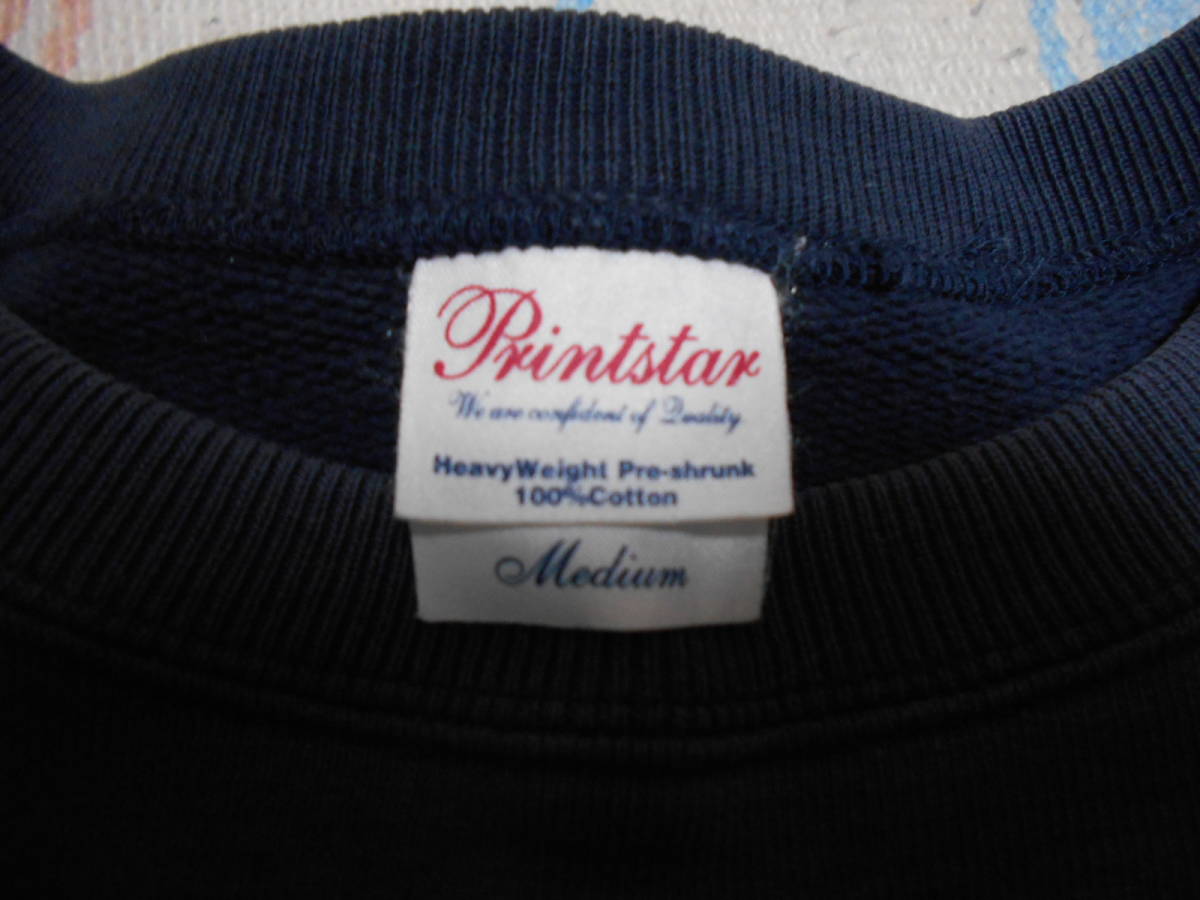 Printstar
We are confident of Quality
HeavyWeight Pre-shrunk
100%Cotton
Medium